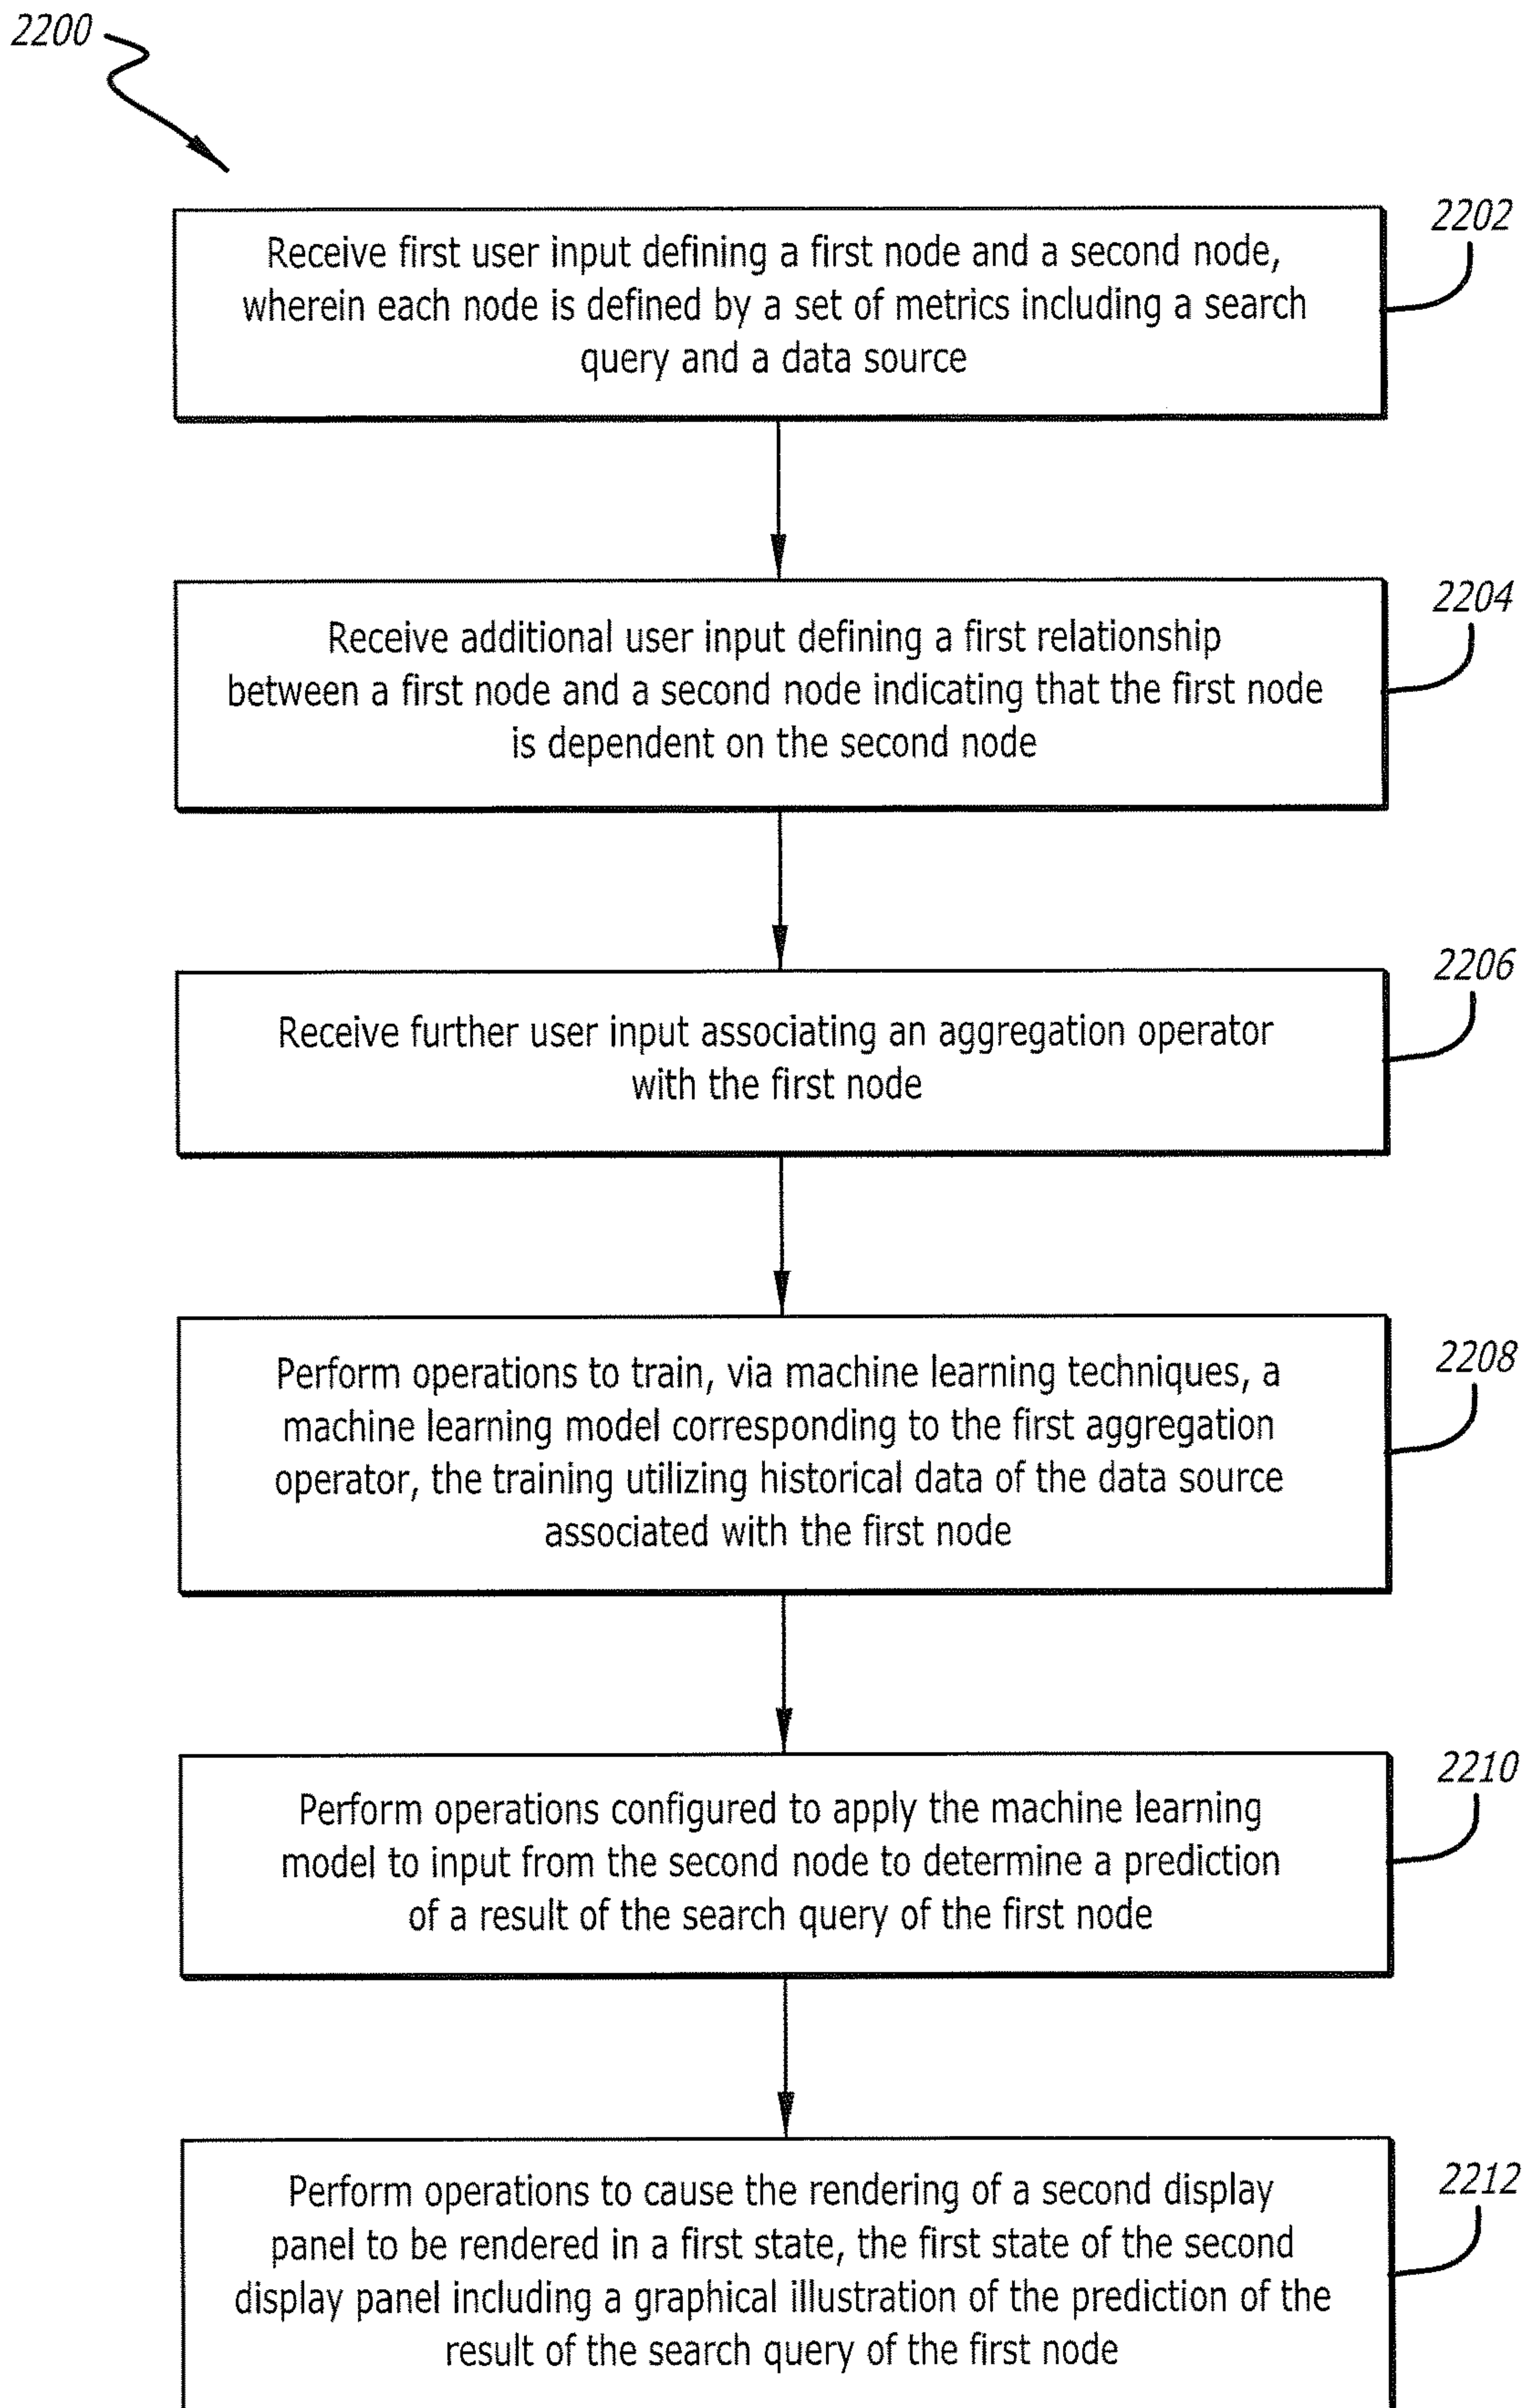 2200
2202
Receive first user input defining a first node and a second node,
wherein each node is defined by a set of metrics including a search
query and a data source
2204
Receive additional user input defining a first relationship
between a first node and a second node indicating that the first node
is dependent on the second node
2206
Receive further user input associating an aggregation operator
with the first node
2208
Perform operations to train, via machine learning techniques, a
machine learning model corresponding to the first aggregation
operator, the training utilizing historical data of the data source
associated with the first node
2210
Perform operations configured to apply the machine learning
model to input from the second node to determine a prediction
of a result of the search query of the first node
2212
Perform operations to cause the rendering of a second display
panel to be rendered in a first state, the first state of the second
display panel including a graphical illustration of the prediction of the
result of the search query of the first node